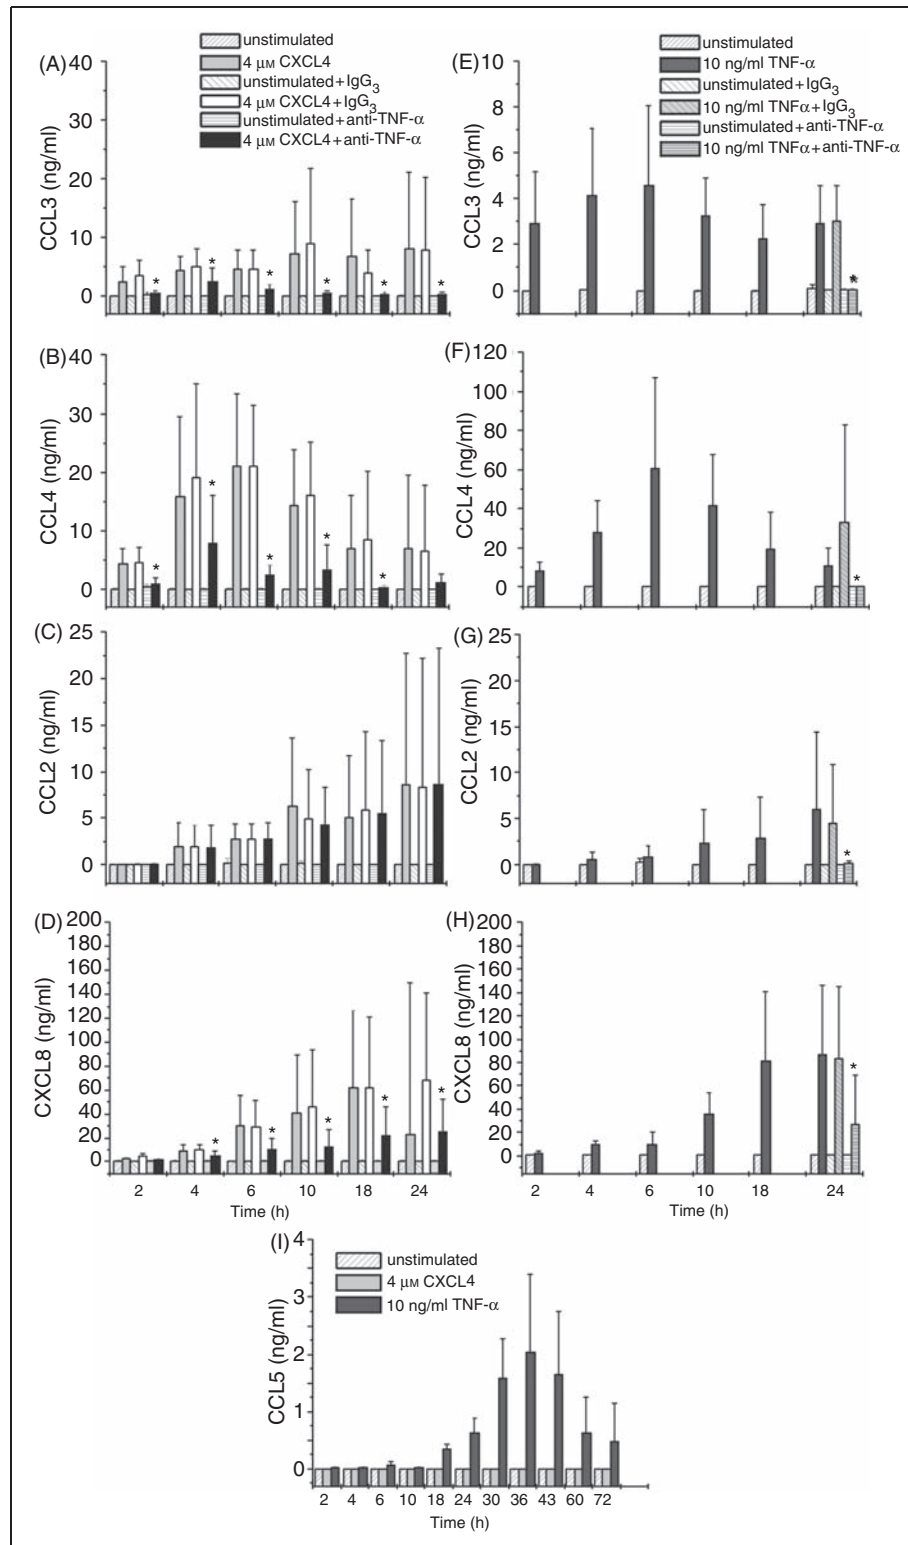 (A)
unstimulated
4 μM CXCL4
unstimulated+IgG3
4 μM CXCL4+IgG3
unstimulated+anti-TNF-α
4 μM CXCL4+anti-TNF-α
40
30
20
10
0
CCL3 (ng/ml)
* * * * * *
(B)
40
30
20
10
0
CCL4 (ng/ml)
* * * * *
(C)
25
20
15
10
5
0
CCL2 (ng/ml)
(D)
200
180
160
140
120
100
80
60
40
20
0
CXCL8 (ng/ml)
* * * * *
2 4 6 10 18 24
Time (h)
(E)
unstimulated
10 ng/ml TNF-α
unstimulated+IgG3
10 ng/ml TNFα+IgG3
unstimulated+anti-TNF-α
10 ng/ml TNFα+anti-TNF-α
10
8
6
4
2
0
CCL3 (ng/ml)
*
(F)
120
100
80
60
40
20
0
CCL4 (ng/ml)
*
(G)
25
20
15
10
5
0
CCL2 (ng/ml)
*
(H)
200
180
160
140
120
100
80
60
40
20
0
CXCL8 (ng/ml)
*
2 4 6 10 18 24
Time (h)
(I)
unstimulated
4 μM CXCL4
10 ng/ml TNF-α
4
3
2
1
0
CCL5 (ng/ml)
2 4 6 10 18 24 30 36 43 60 72
Time (h)